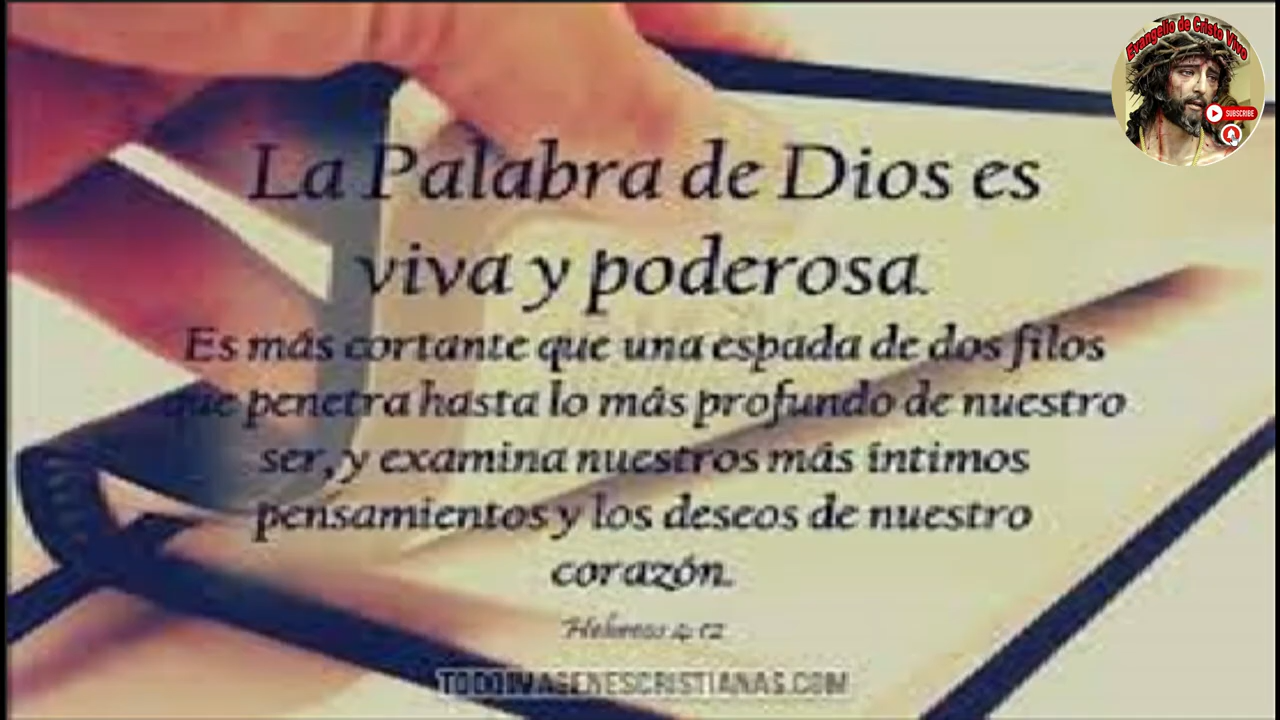 Evangelio de Cristo Vivo
SUBSCRIBE
La Palabra de Dios es
viva y poderosa.
Es más cortante que una espada de dos filos
que penetra hasta lo más profundo de nuestro
ser, y examina nuestros más íntimos
pensamientos y los deseos de nuestro
corazón.
Hebreos 4:12
TODOIMAGENESCRISTIANAS.COM